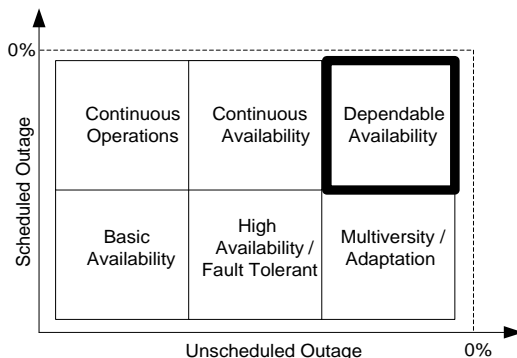 0%
Scheduled Outage
Continuous
Operations
Continuous
Availability
Dependable
Availability
Basic
Availability
High
Availability /
Fault Tolerant
Multiversity /
Adaptation
Unscheduled Outage
0%